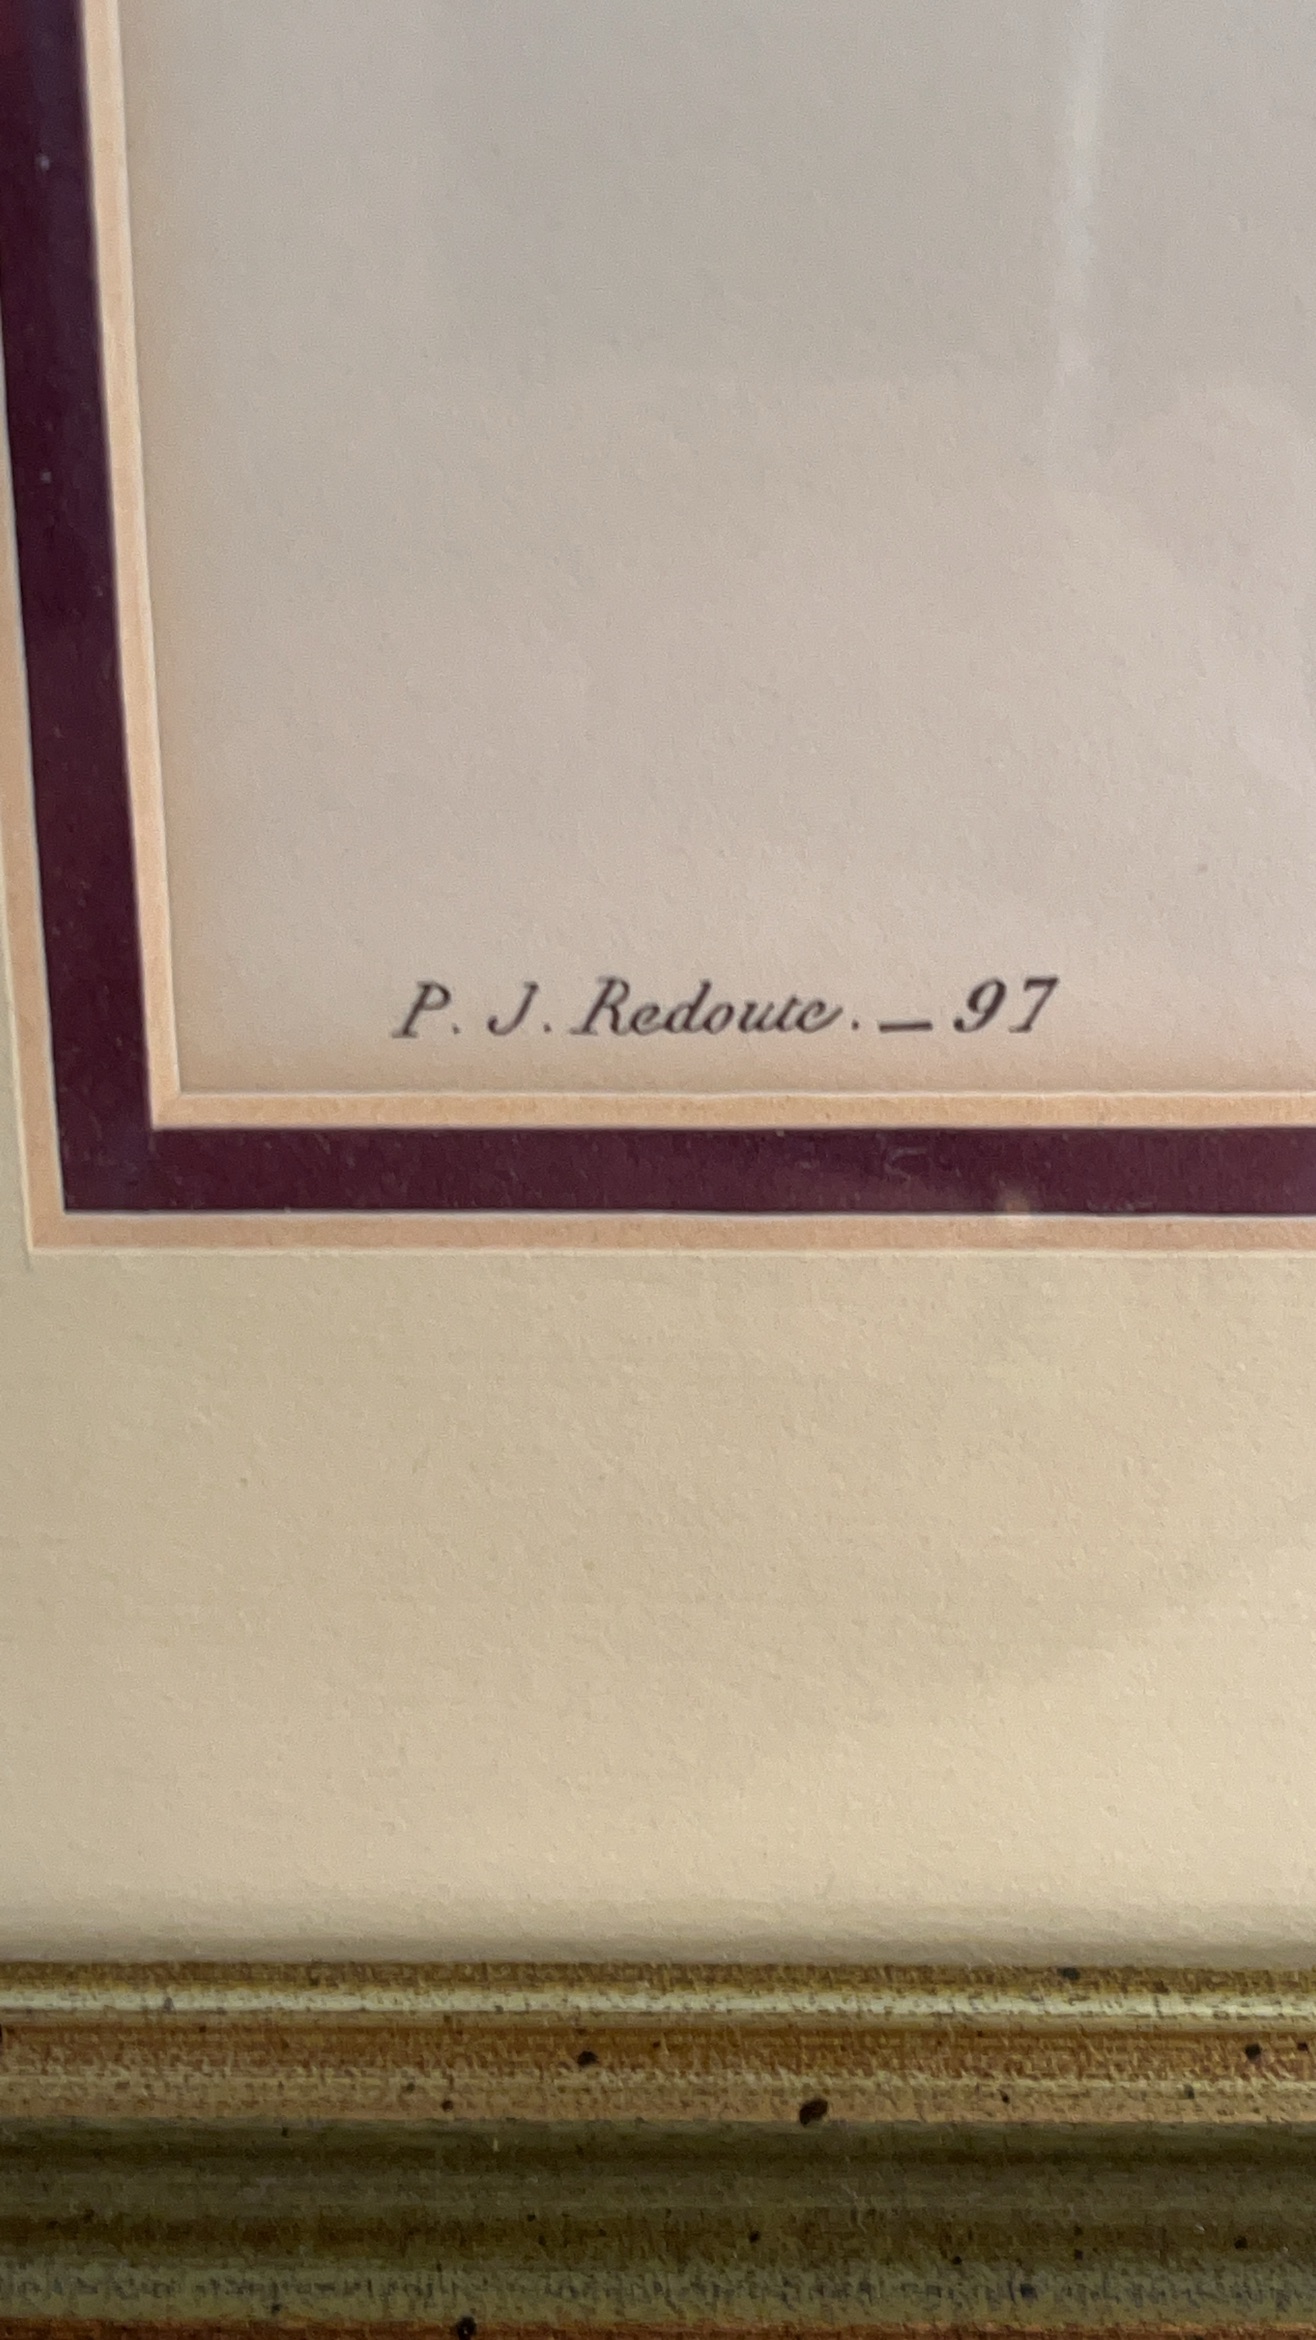 P. J. Redoute. _ 97